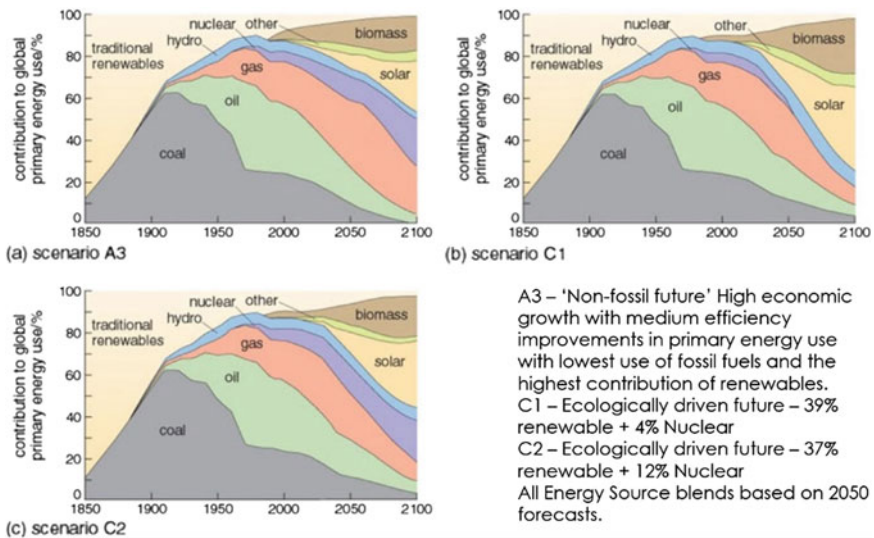 contribution to global
primary energy use/%
100
80
60
40
20
0
traditional
renewables
hydro
nuclear
other
biomass
solar
gas
oil
coal
1850 1900 1950 2000 2050 2100
(a) scenario A3
contribution to global
primary energy use/%
100
80
60
40
20
0
traditional
renewables
hydro
nuclear
other
biomass
solar
gas
oil
coal
1850 1900 1950 2000 2050 2100
(b) scenario C1
contribution to global
primary energy use/%
100
80
60
40
20
0
traditional
renewables
hydro
nuclear
other
biomass
solar
gas
oil
coal
1850 1900 1950 2000 2050 2100
(c) scenario C2
A3 – 'Non-fossil future' High economic
growth with medium efficiency
improvements in primary energy use
with lowest use of fossil fuels and the
highest contribution of renewables.
C1 – Ecologically driven future – 39%
renewable + 4% Nuclear
C2 – Ecologically driven future – 37%
renewable + 12% Nuclear
All Energy Source blends based on 2050
forecasts.